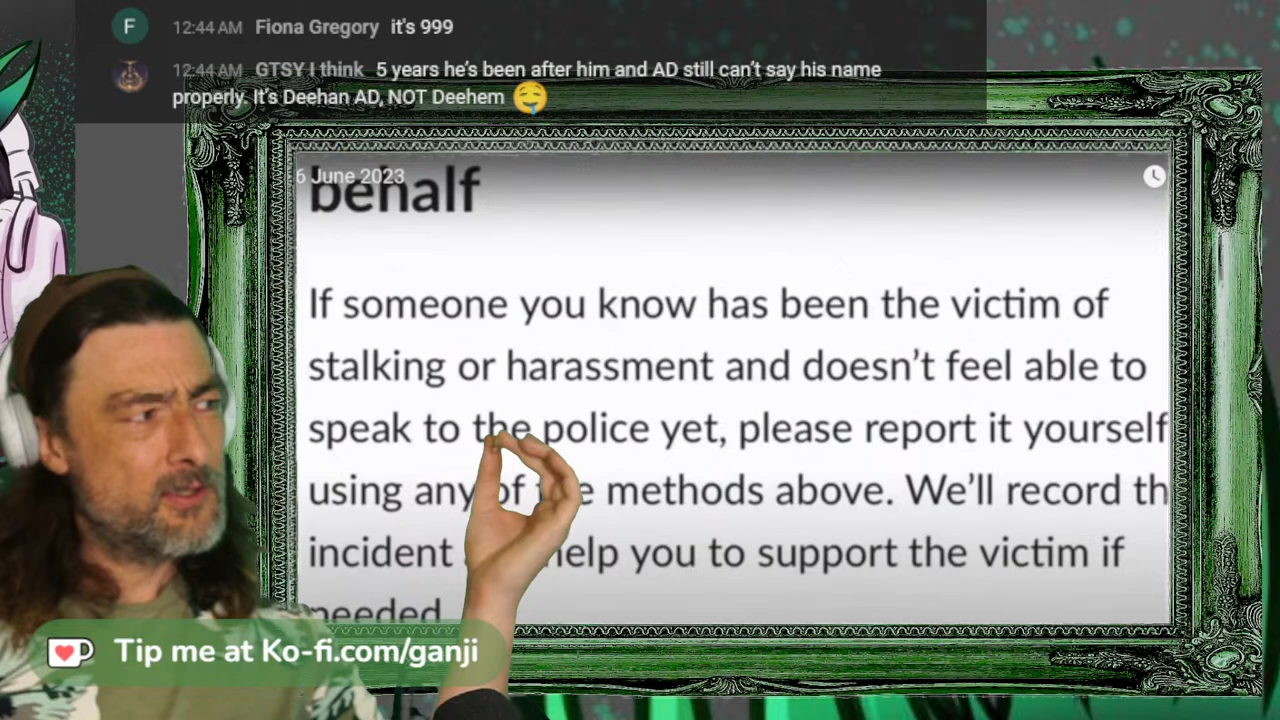 F
12:44 AM Fiona Gregory it's 999
12:44 AM GTSY I think 5 years he's been after him and AD still can't say his name
properly. It's Deehan AD, NOT Deehem 🤤
6 June 2023
behalf
If someone you know has been the victim of
stalking or harassment and doesn't feel able to
speak to the police yet, please report it yourself
using any of the methods above. We'll record th
incident help you to support the victim if
needed
Tip me at Ko-fi.com/ganji